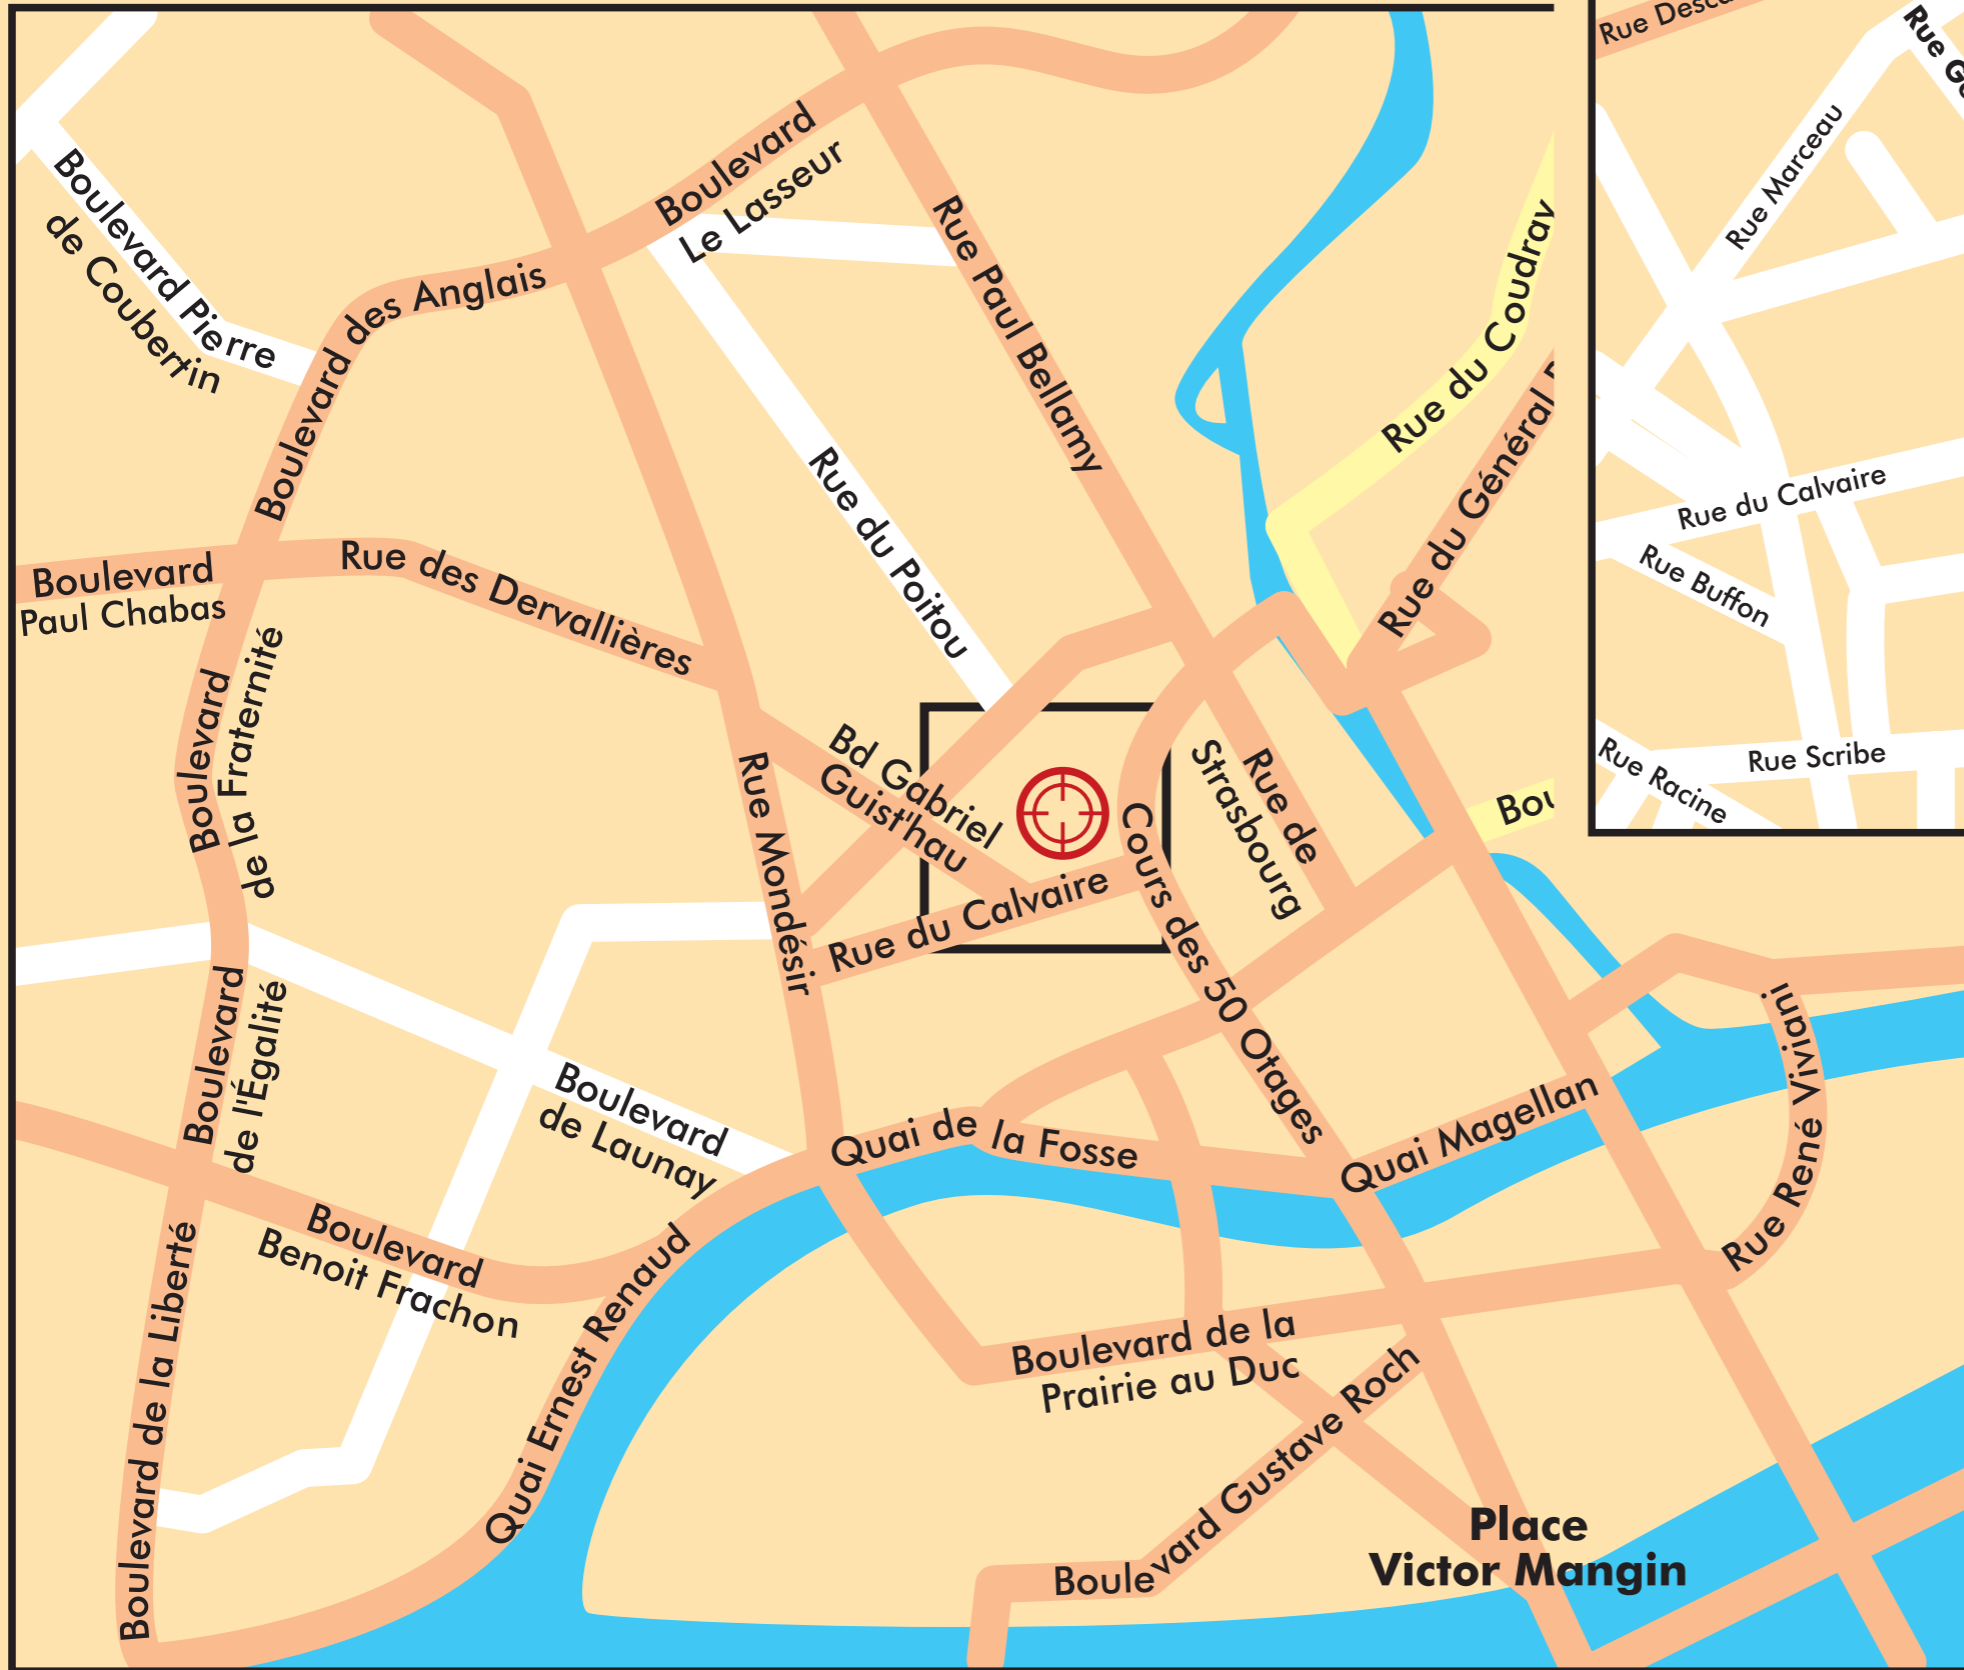 Boulevard Pierre
de Coubertin
Boulevard
Le Lasseur
Boulevard des Anglais
Rue Paul Bellamy
Rue du Coudray
Rue du Général
Rue du Poitou
Boulevard
Paul Chabas
Rue des Dervallières
Boulevard
de la Fraternité
Bd Gabriel
Guist'hau
Rue Mondésir
Rue du Calvaire
Cours des 50 Otages
Rue de
Strasbourg
Boulevard
de l'Égalité
Boulevard
de Launay
Quai de la Fosse
Quai Magellan
Rue René Viviani
Boulevard
Benoit Frachon
Boulevard de la Liberté
Quai Ernest Renaud
Boulevard de la
Prairie au Duc
Boulevard Gustave Roch
Place
Victor Mangin
Rue Marceau
Rue du Calvaire
Rue Buffon
Rue Scribe
Rue Racine